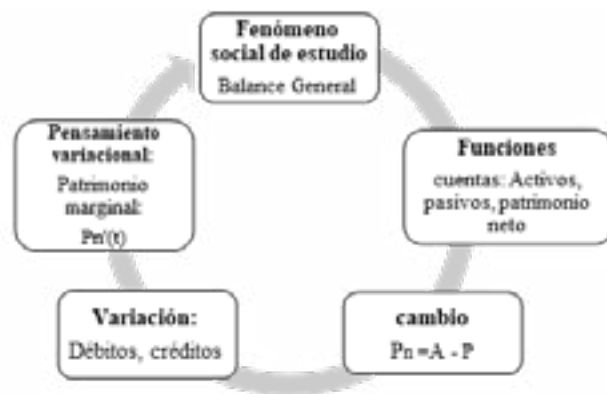 Fenómeno
social de estudio
Balance General
Funciones
cuentas: Activos,
pasivos, patrimonio
neto
cambio
Pn =A - P
Variación:
Débitos, créditos
Pensamiento
variacional:
Patrimonio
marginal:
Pn'(t)